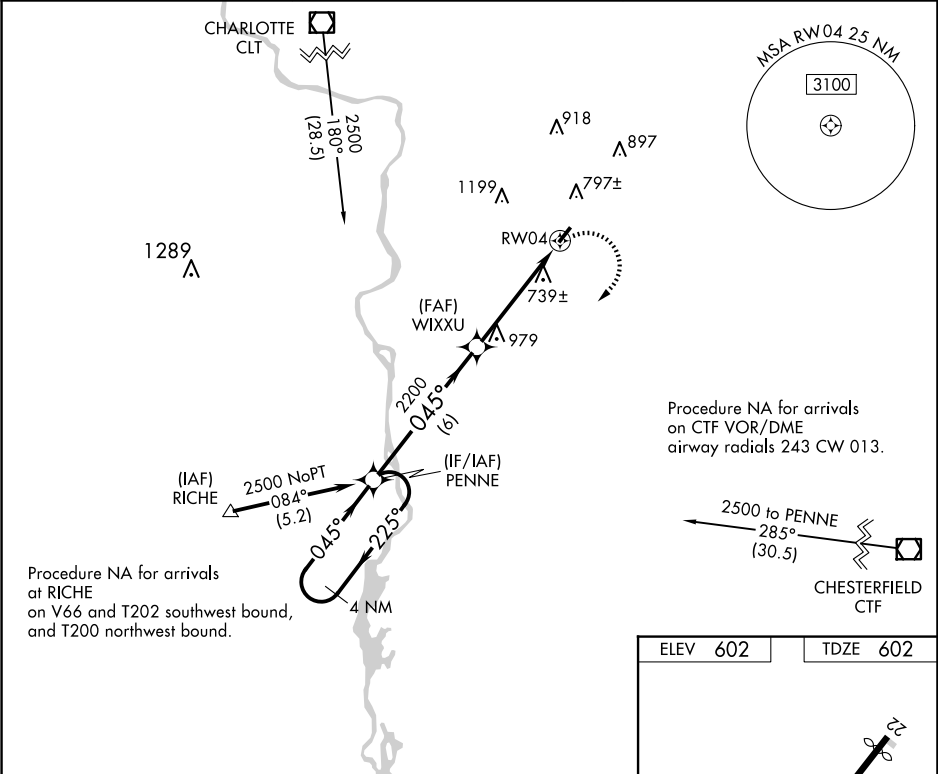 CHARLOTTE
CLT
2500
180°
(28.5)
MSA RW04 25 NM
3100
918
897
1199
797±
RW04
1289
739±
(FAF)
WIXXU
979
2200
045°
(6)
Procedure NA for arrivals
on CTF VOR/DME
airway radials 243 CW 013.
(IF/IAF)
PENNE
(IAF)
RICHE
2500 NoPT
084°
(5.2)
045°
225°
4 NM
2500 to PENNE
285°
(30.5)
CHESTERFIELD
CTF
Procedure NA for arrivals
at RICHE
on V66 and T202 southwest bound,
and T200 northwest bound.
ELEV 602
TDZE 602
22